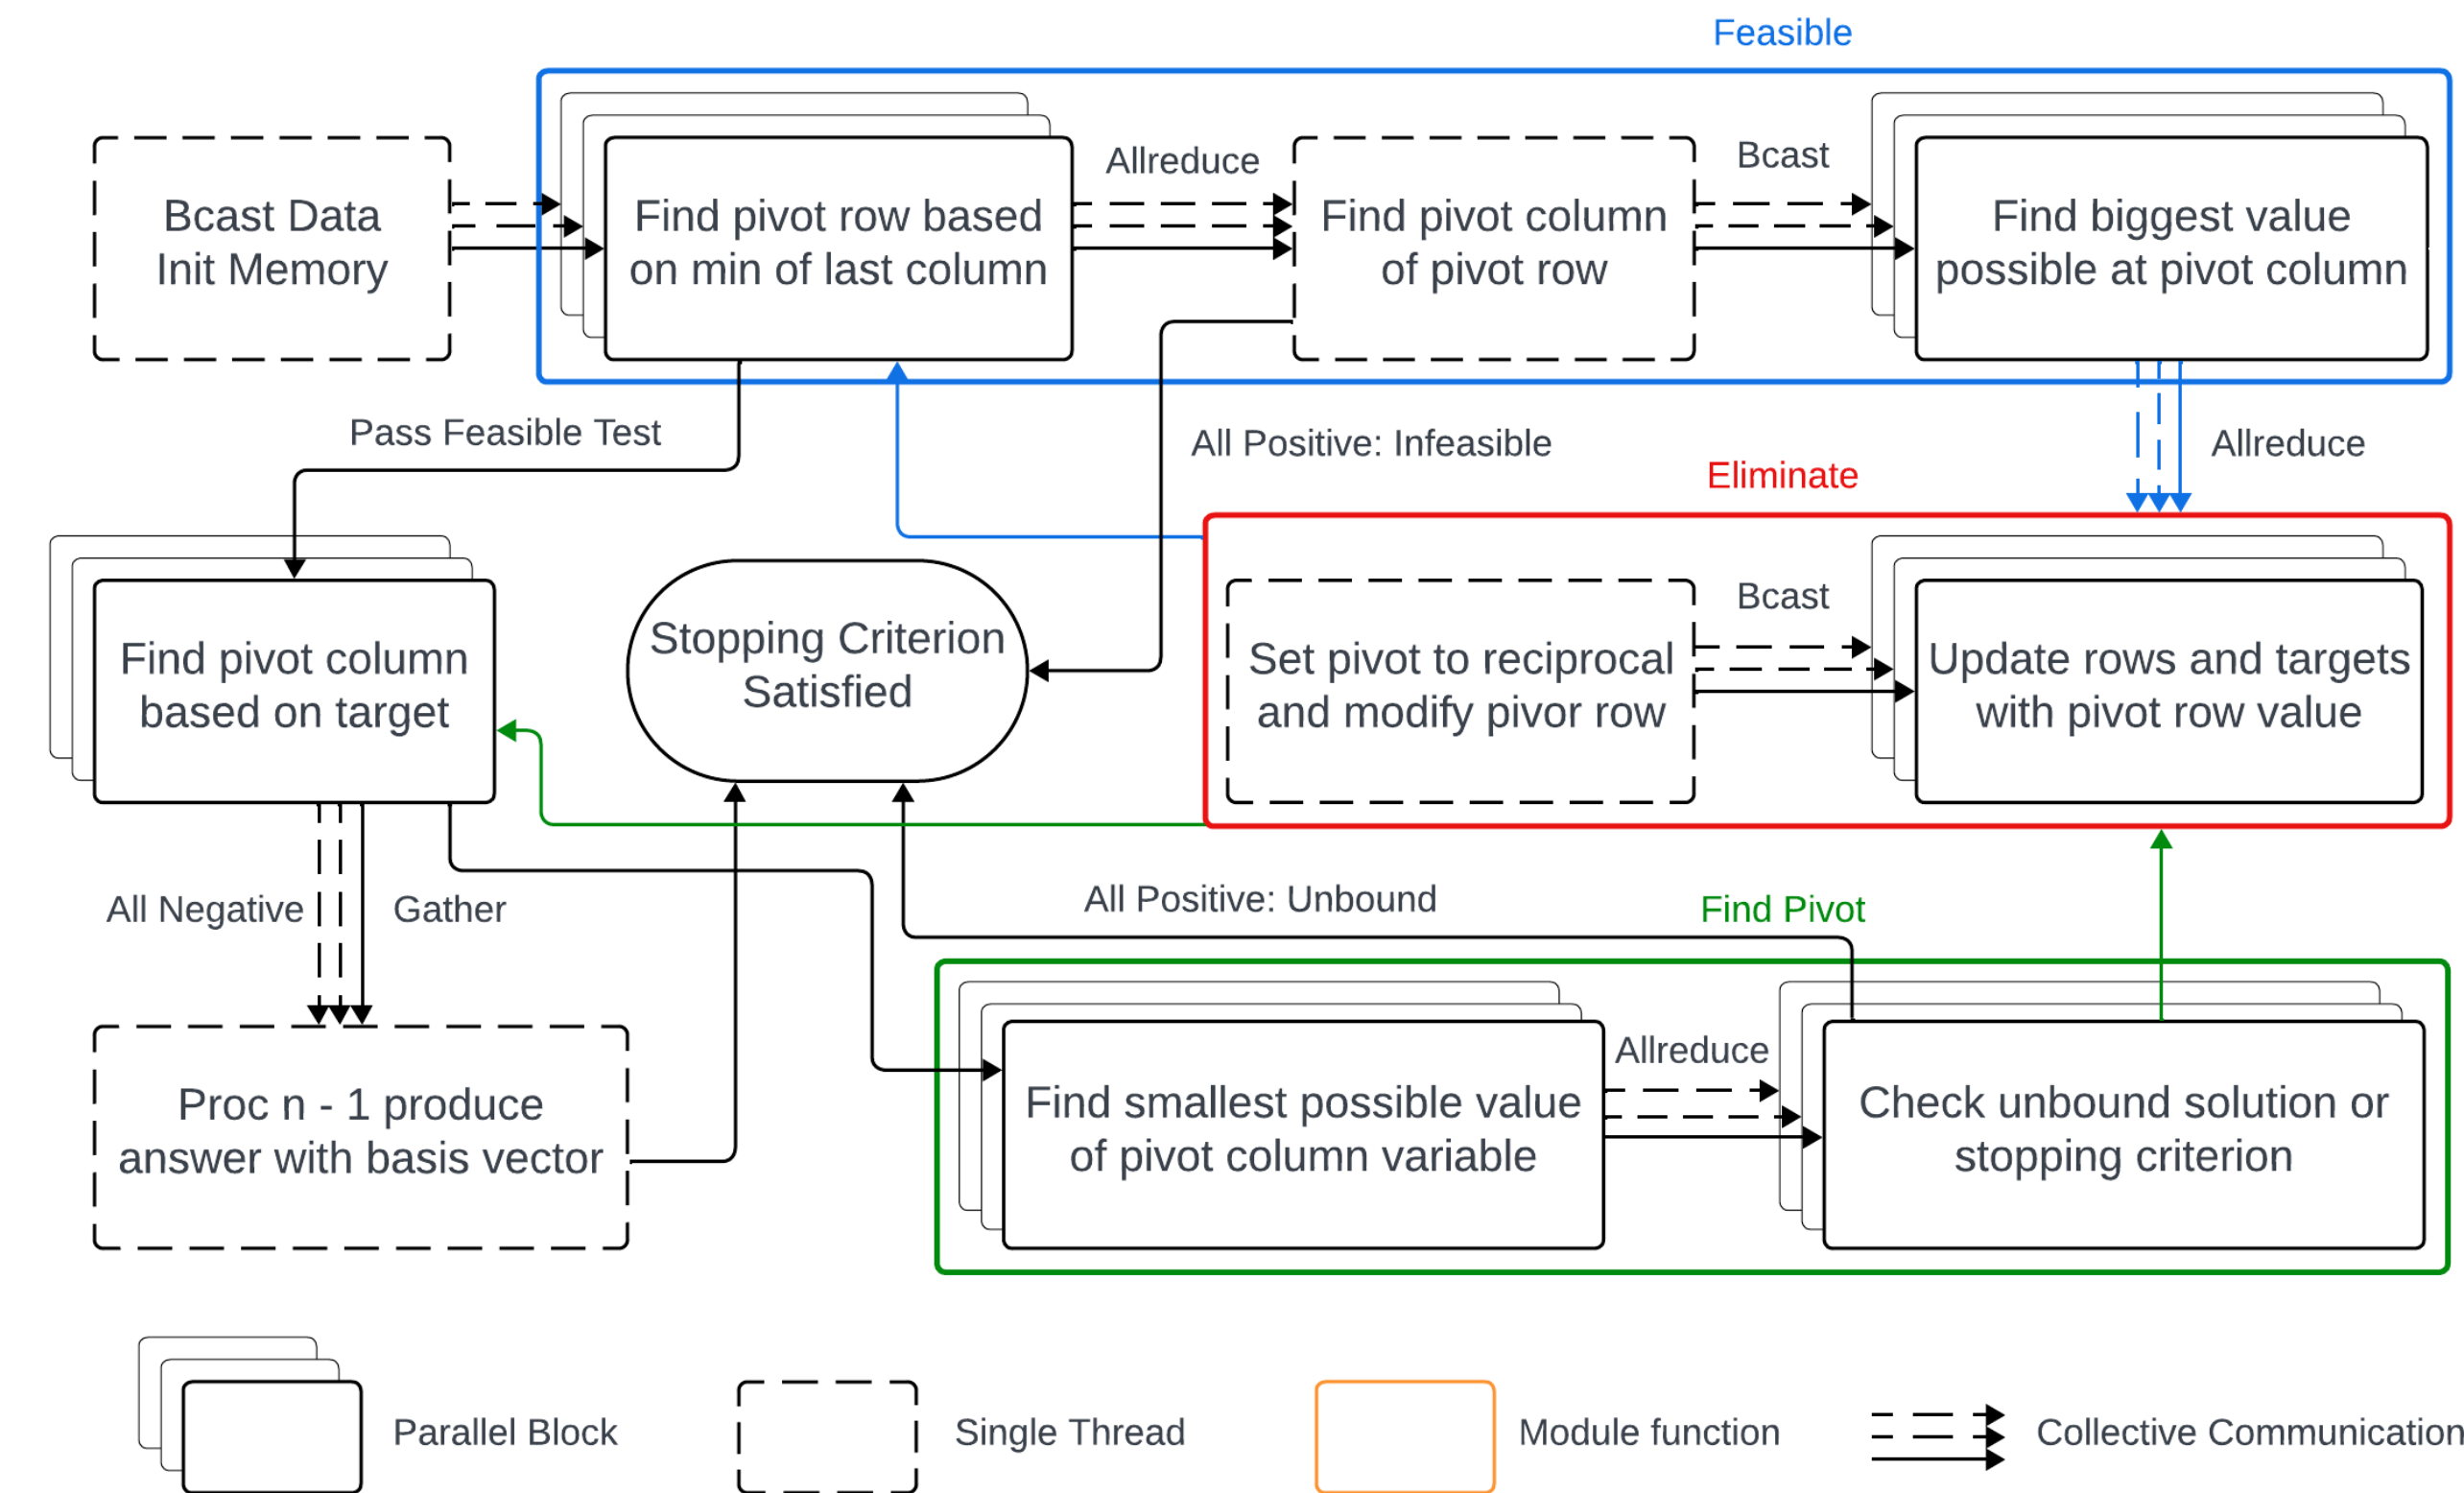 Feasible
Bcast Data
Init Memory
Find pivot row based
on min of last column
Allreduce
Find pivot column
of pivot row
Bcast
Find biggest value
possible at pivot column
Pass Feasible Test
All Positive: Infeasible
Allreduce
Eliminate
Find pivot column
based on target
Stopping Criterion
Satisfied
Set pivot to reciprocal
and modify pivor row
Bcast
Update rows and targets
with pivot row value
All Negative
Gather
All Positive: Unbound
Find Pivot
Proc n - 1 produce
answer with basis vector
Find smallest possible value
of pivot column variable
Allreduce
Check unbound solution or
stopping criterion
Parallel Block
Single Thread
Module function
Collective Communication